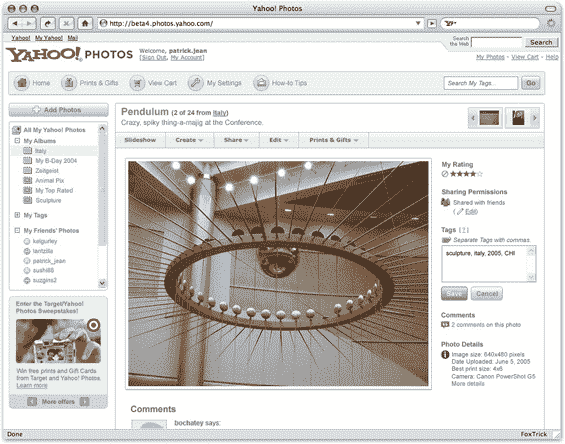 Yahoo! Photos
http://beta4.photos.yahoo.com/
Yahoo! My Yahoo! Mail
Search
the Web
Search
YAHOO! PHOTOS
Welcome, patrick.jean
[Sign Out, My Account]
My Photos - View Cart - Help
Home
Prints & Gifts
View Cart
My Settings
How-to Tips
Search My Tags...
Go
Add Photos
All My Yahoo! Photos
My Albums
Italy
My B-Day 2004
Zeitgeist
Animal Pix
My Top Rated
Sculpture
My Tags
My Friends' Photos
kelgurley
iantzilla
patrick_jean
sushi88
suzgins2
Enter the Target/Yahoo!
Photos Sweepstakes!
Win free prints and Gift Cards
from Target and Yahoo! Photos.
Learn more
More offers
Pendulum (2 of 24 from Italy)
Crazy, spiky thing-a-majig at the Conference.
Slideshow
Create
Share
Edit
Prints & Gifts
My Rating
Sharing Permissions
Shared with friends
( Edit)
Tags [ ? ]
Separate Tags with commas.
sculpture, italy, 2005, CHI
Save
Cancel
Comments
2 comments on this photo
Photo Details
Image size: 640x480 pixels
Date Uploaded: June 5, 2005
Best print size: 4x6
Camera: Canon PowerShot G5
More details
Comments
bochatey says:
Done
FoxTrick